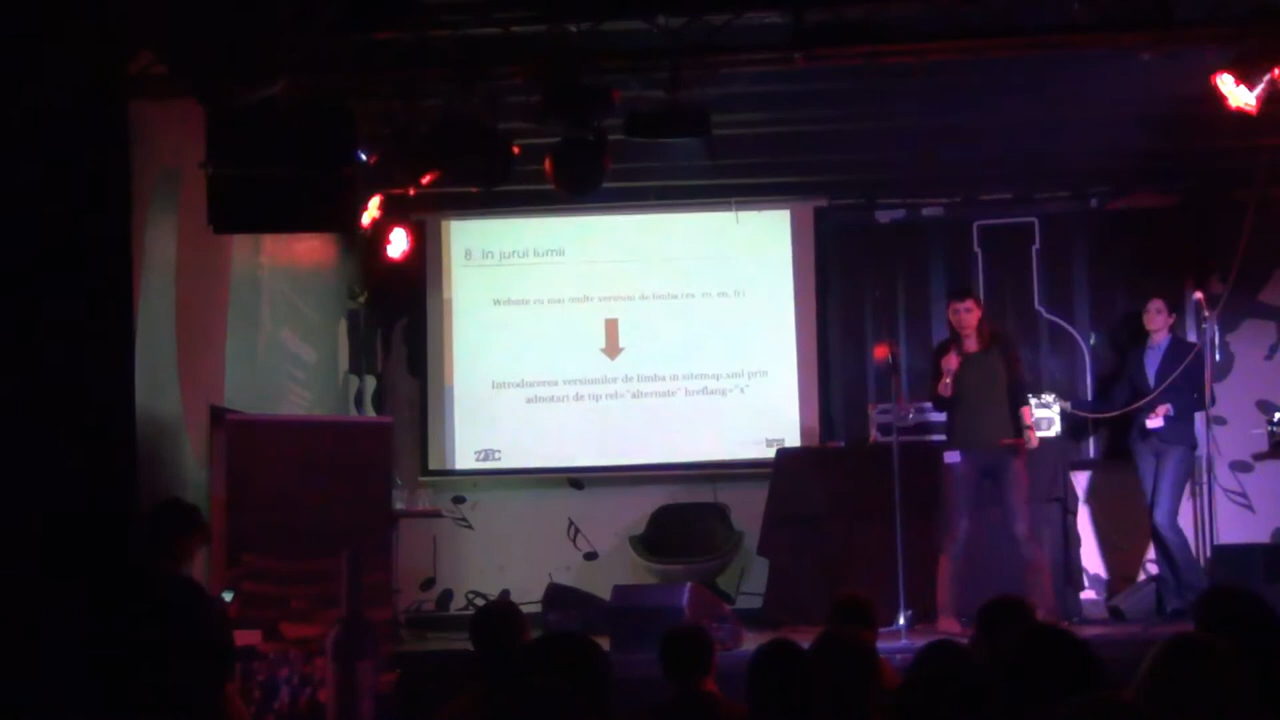 8. In jurul lumii
Website cu mai multe versiuni de limba (ex. ro, en, fr)
Introducerea versiunilor de limba in sitemap.xml prin
adnotari de tip rel="alternate" hreflang="x"